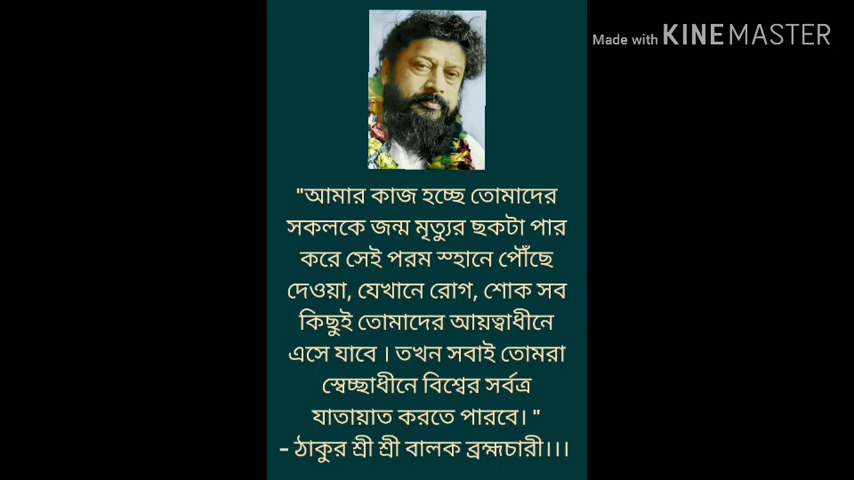 Made with KINEMASTER
"আমার কাজ হচ্ছে তোমাদের
সকলকে জন্ম মৃত্যুর ছকটা পার
করে সেই পরম স্হানে পৌঁছে
দেওয়া, যেখানে রোগ, শোক সব
কিছুই তোমাদের আয়ত্বাধীনে
এসে যাবে । তখন সবাই তোমরা
স্বেচ্ছাধীনে বিশ্বের সর্বত্র
যাতায়াত করতে পারবে। "
- ঠাকুর শ্রী শ্রী বালক ব্রহ্মচারী।।।